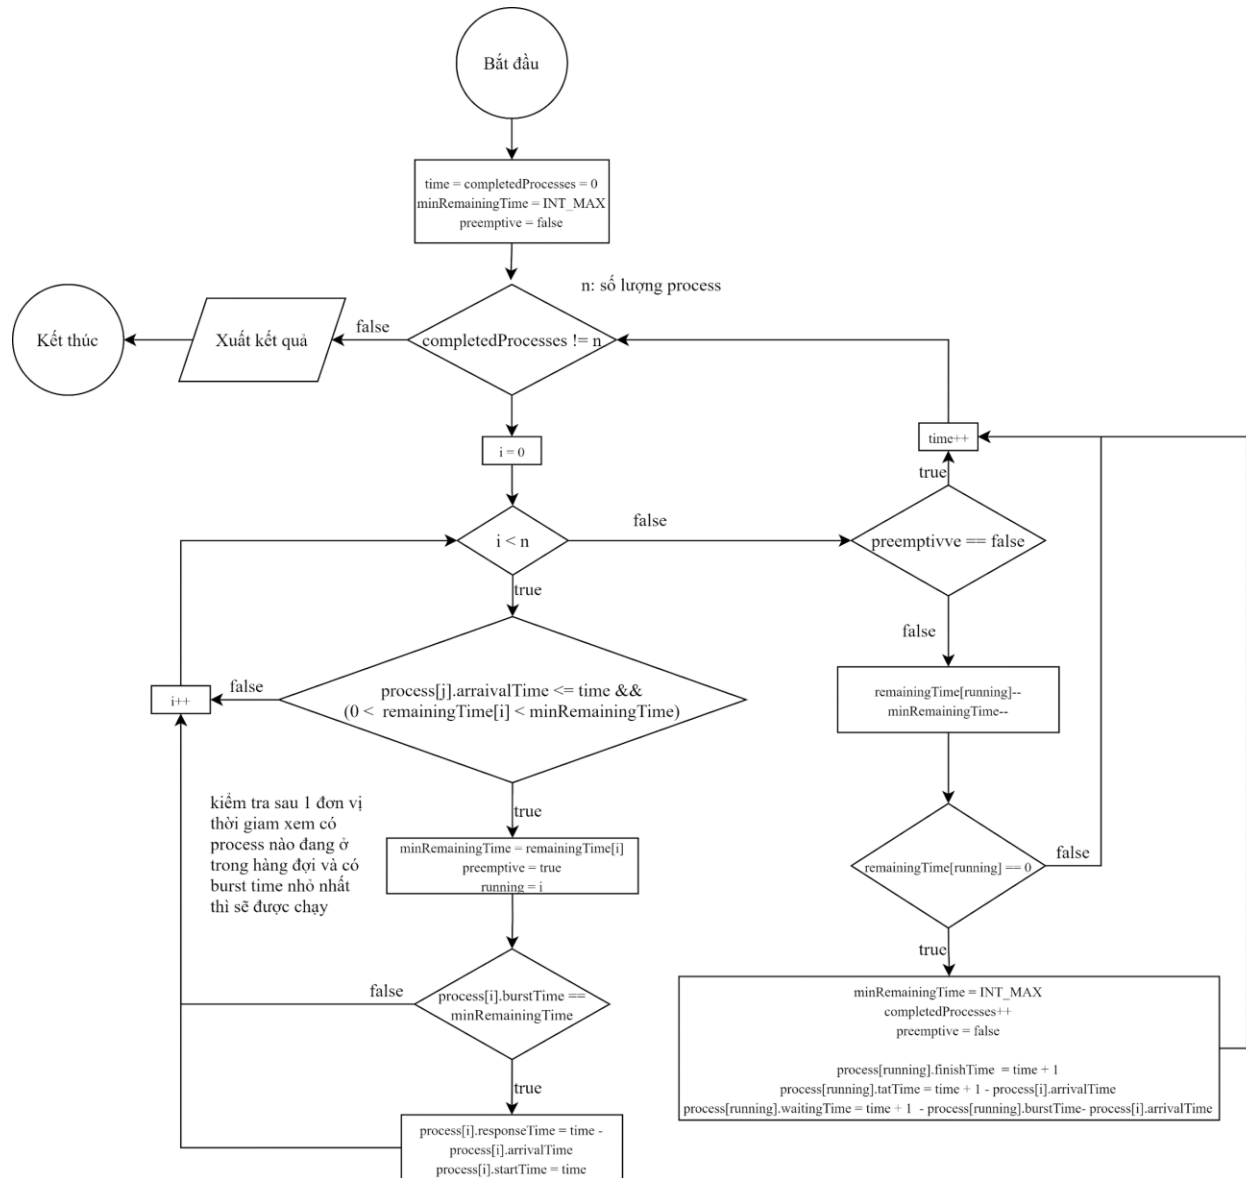 Bắt đầu
time = completedProcesses = 0
minRemainingTime = INT_MAX
preemptive = false
n: số lượng process
Kết thúc
Xuất kết quả
false
completedProcesses != n
time++
i = 0
true
false
i < n
preemptivve == false
true
false
i++
false
process[j].arraivalTime <= time &&
(0 < remainingTime[i] < minRemainingTime)
remainingTime[running]--
minRemainingTime--
kiểm tra sau 1 đơn vị
thời giam xem có
process nào đang ở
trong hàng đợi và có
burst time nhỏ nhất
thì sẽ được chạy
true
minRemainingTime = remainingTime[i]
preemptive = true
running = i
remainingTime[running] == 0
false
true
false
process[i].burstTime ==
minRemainingTime
minRemainingTime = INT_MAX
completedProcesses++
preemptive = false
process[running].finishTime = time + 1
process[running].tatTime = time + 1 - process[i].arrivalTime
process[running].waitingTime = time + 1 - process[running].burstTime- process[i].arrivalTime
true
process[i].responseTime = time -
process[i].arrivalTime
process[i].startTime = time